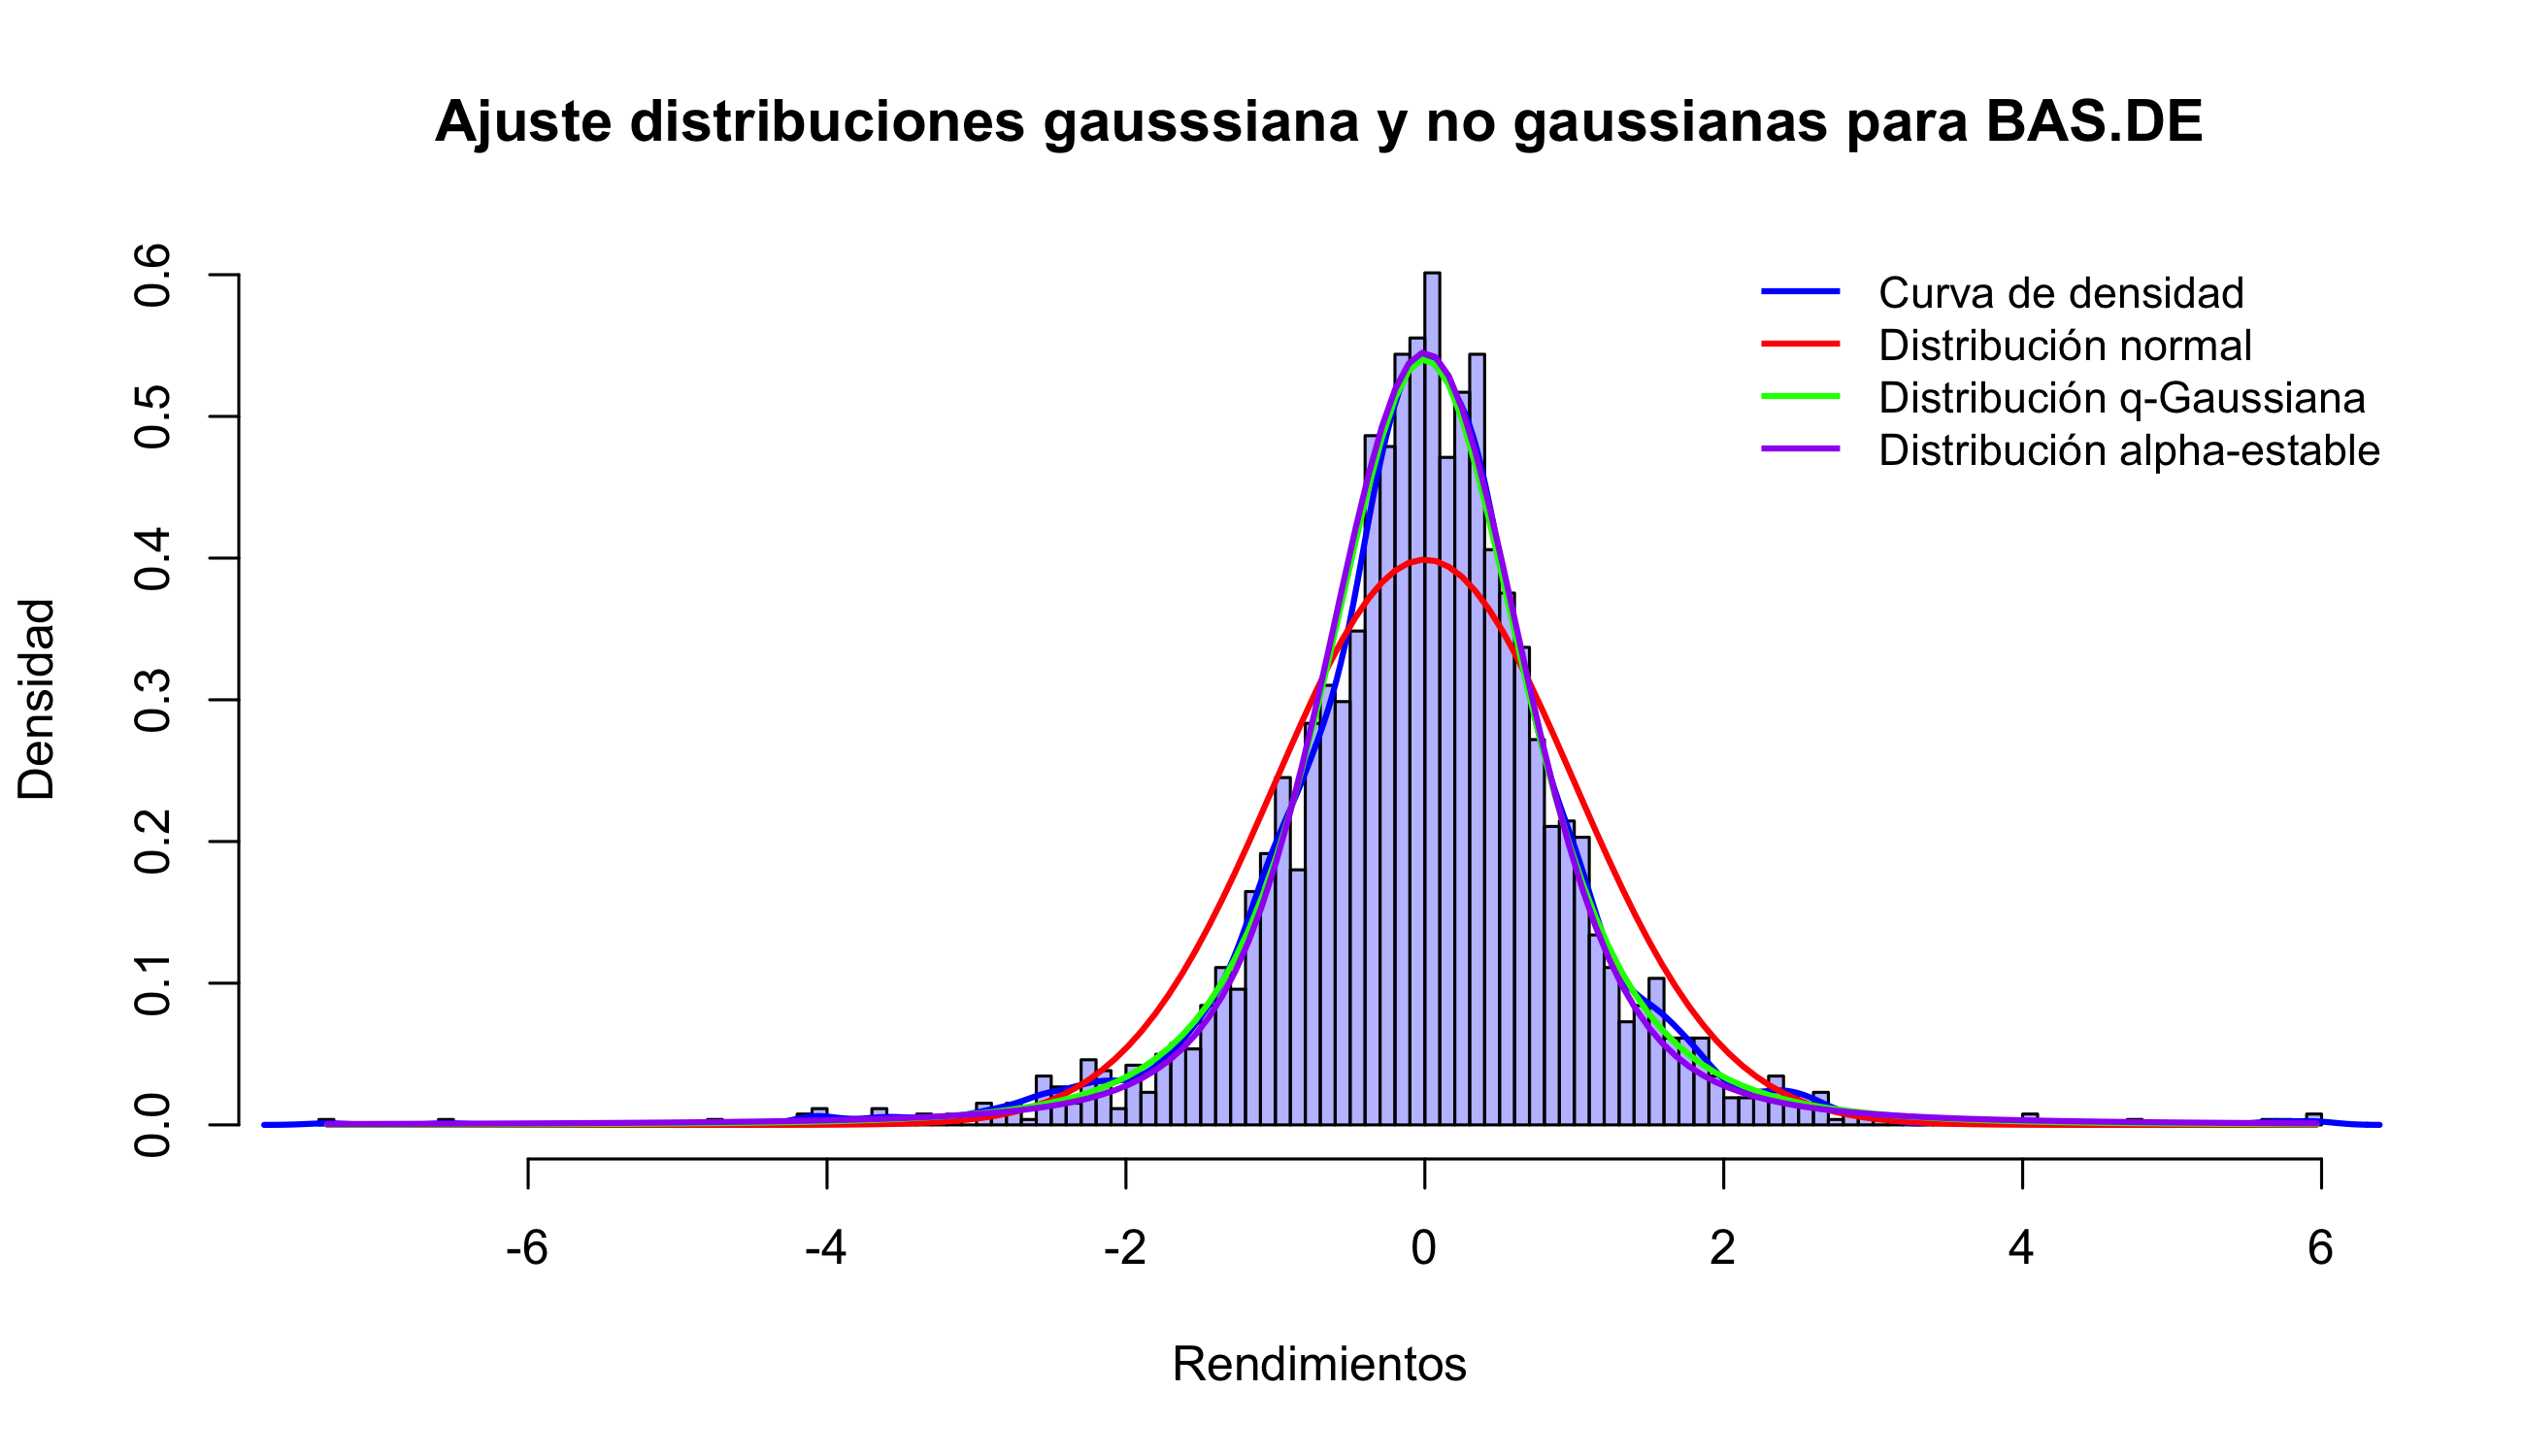 Ajuste distribuciones gausssiana y no gaussianas para BAS.DE
Curva de densidad
Distribución normal
Distribución q-Gaussiana
Distribución alpha-estable
Densidad
0.6
0.5
0.4
0.3
0.2
0.1
0.0
-6 -4 -2 0 2 4 6
Rendimientos